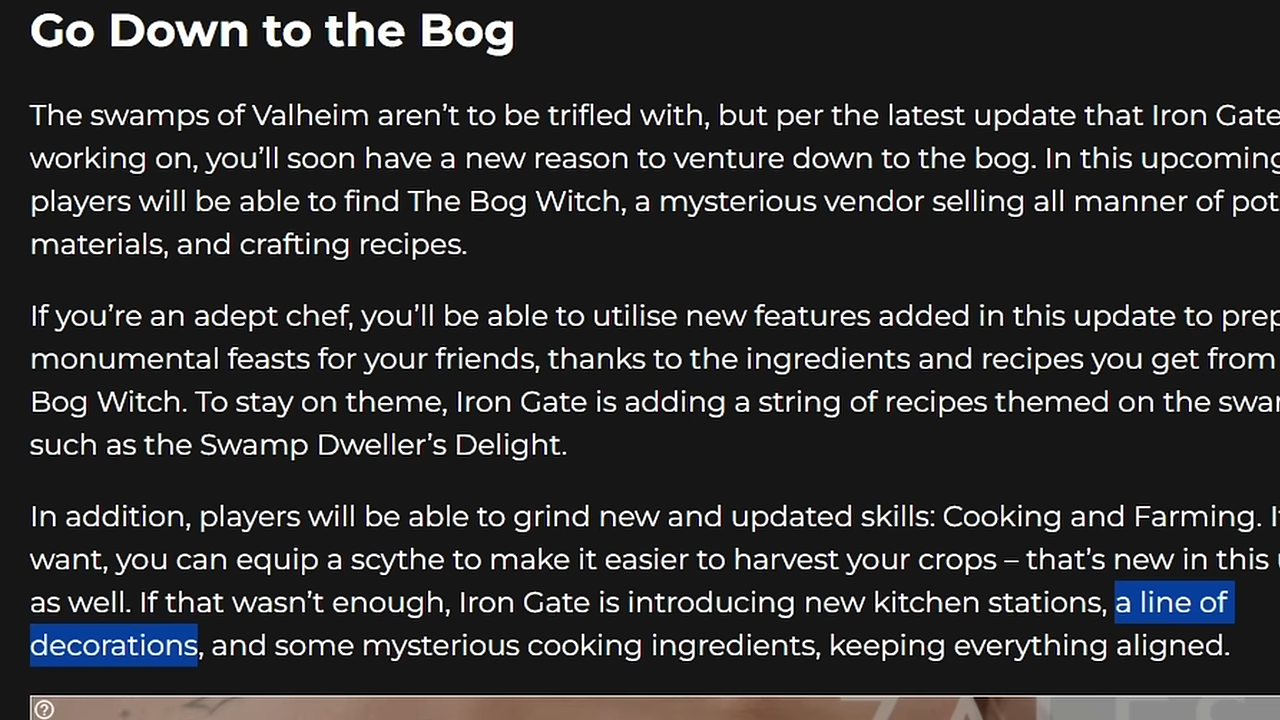 Go Down to the Bog
The swamps of Valheim aren’t to be trifled with, but per the latest update that Iron Gate
working on, you’ll soon have a new reason to venture down to the bog. In this upcoming
players will be able to find The Bog Witch, a mysterious vendor selling all manner of pot
materials, and crafting recipes.
If you’re an adept chef, you’ll be able to utilise new features added in this update to prep
monumental feasts for your friends, thanks to the ingredients and recipes you get from
Bog Witch. To stay on theme, Iron Gate is adding a string of recipes themed on the swa
such as the Swamp Dweller’s Delight.
In addition, players will be able to grind new and updated skills: Cooking and Farming. I
want, you can equip a scythe to make it easier to harvest your crops – that’s new in this
as well. If that wasn’t enough, Iron Gate is introducing new kitchen stations, a line of
decorations, and some mysterious cooking ingredients, keeping everything aligned.